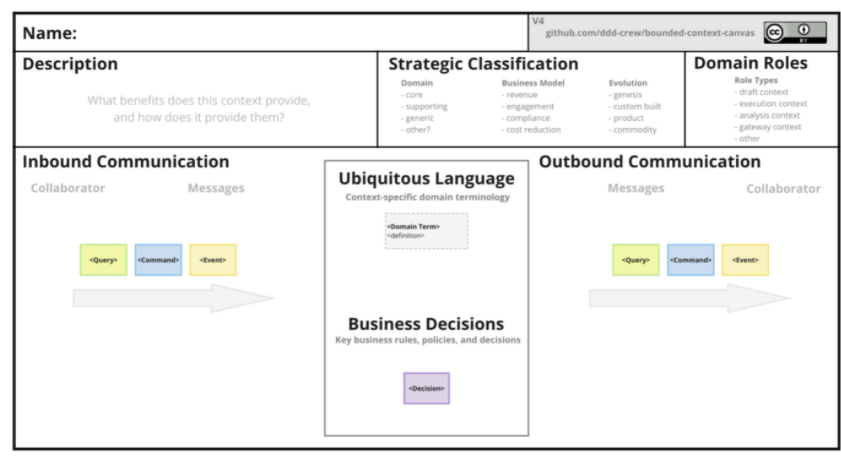 Name:
V4
github.com/ddd-crew/bounded-context-canvas
cc
BY
Description
What benefits does this context provide,
and how does it provide them?
Strategic Classification
Domain
- core
- supporting
- generic
- other?
Business Model
- revenue
- engagement
- compliance
- cost reduction
Evolution
- genesis
- custom built
- product
- commodity
Domain Roles
Role Types
- draft context
- execution context
- analysis context
- gateway context
- other
Inbound Communication
Collaborator
Messages
<Query>
<Command>
<Event>
Ubiquitous Language
Context-specific domain terminology
<Domain Term>
<definition>
Business Decisions
Key business rules, policies, and decisions
<Decision>
Outbound Communication
Messages
Collaborator
<Query>
<Command>
<Event>